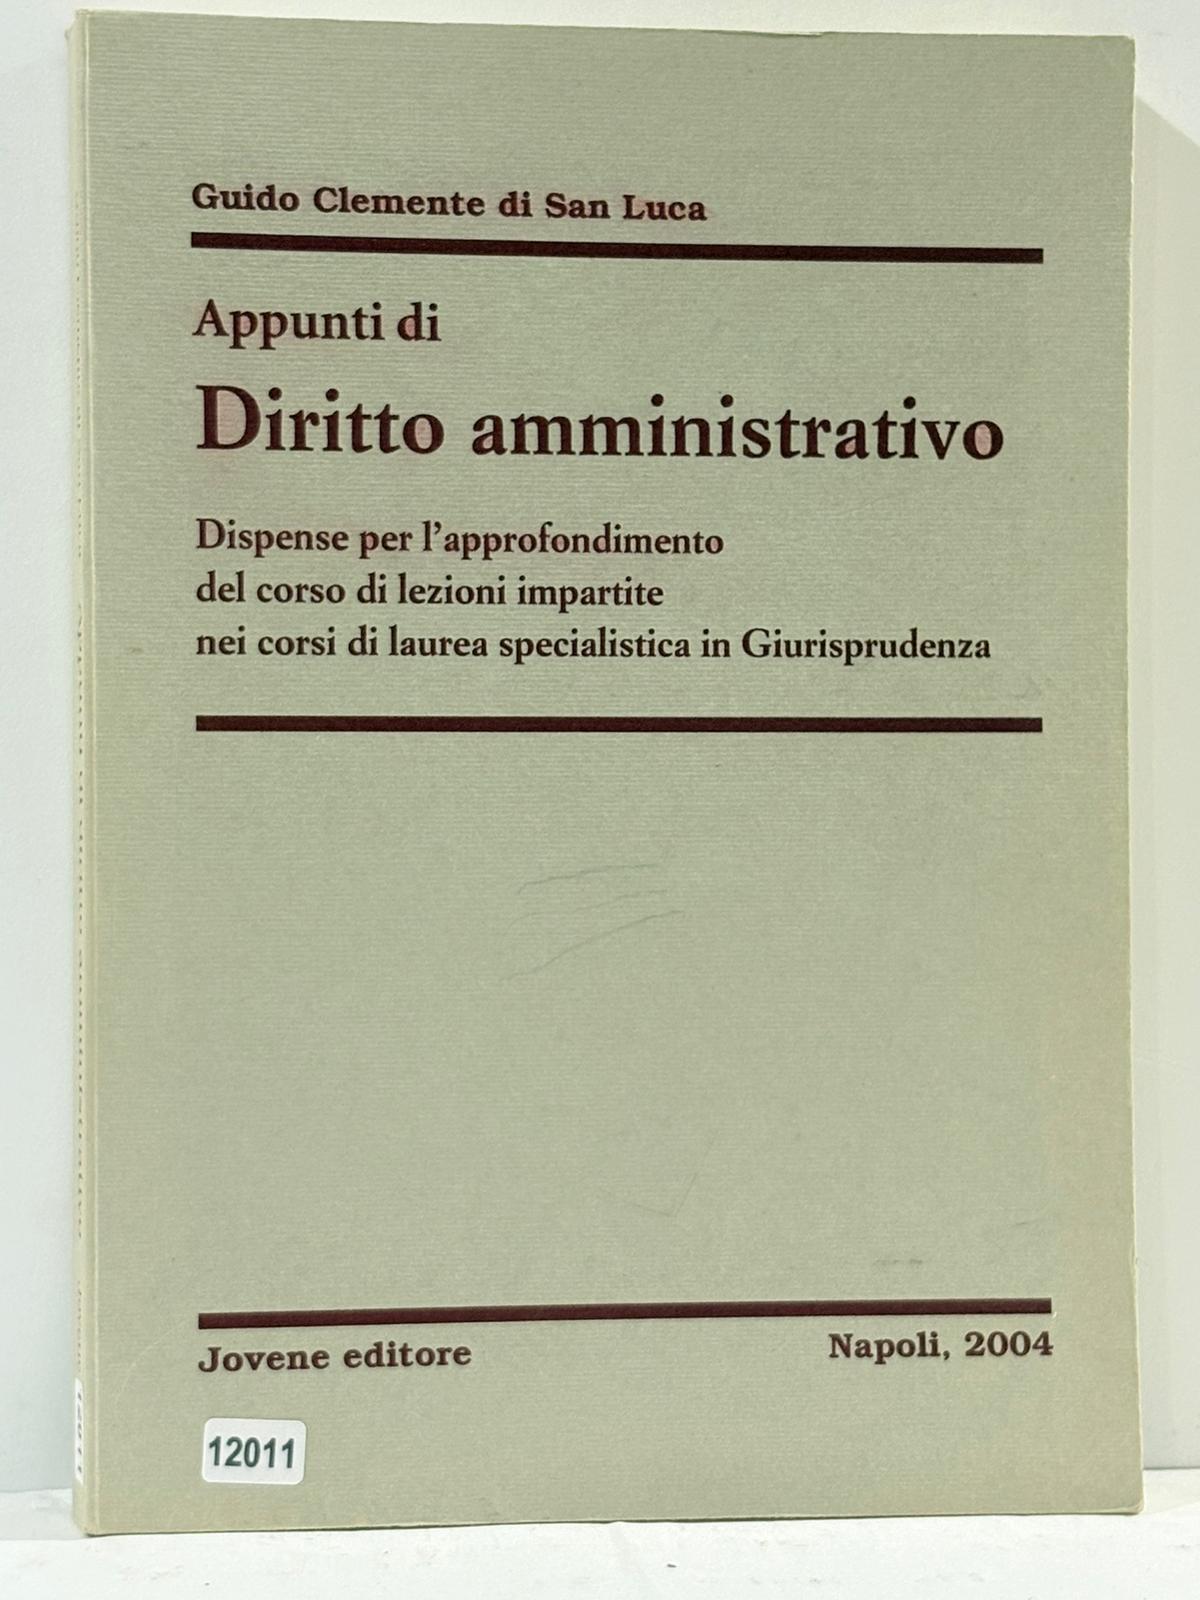 Guido Clemente di San Luca
Appunti di
Diritto amministrativo
Dispense per l'approfondimento
del corso di lezioni impartite
nei corsi di laurea specialistica in Giurisprudenza
Jovene editore
Napoli, 2004
12011
12011